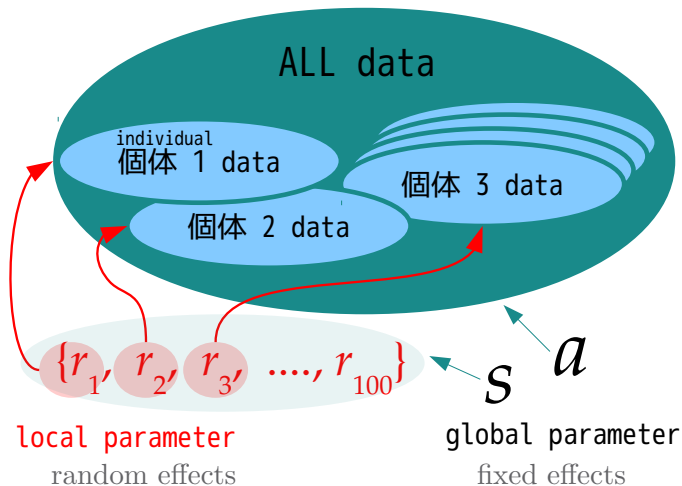 ALL data
individual
個体 1 data
個体 2 data
個体 3 data
{r1, r2, r3, ...., r100}
s
a
local parameter
global parameter
random effects
fixed effects